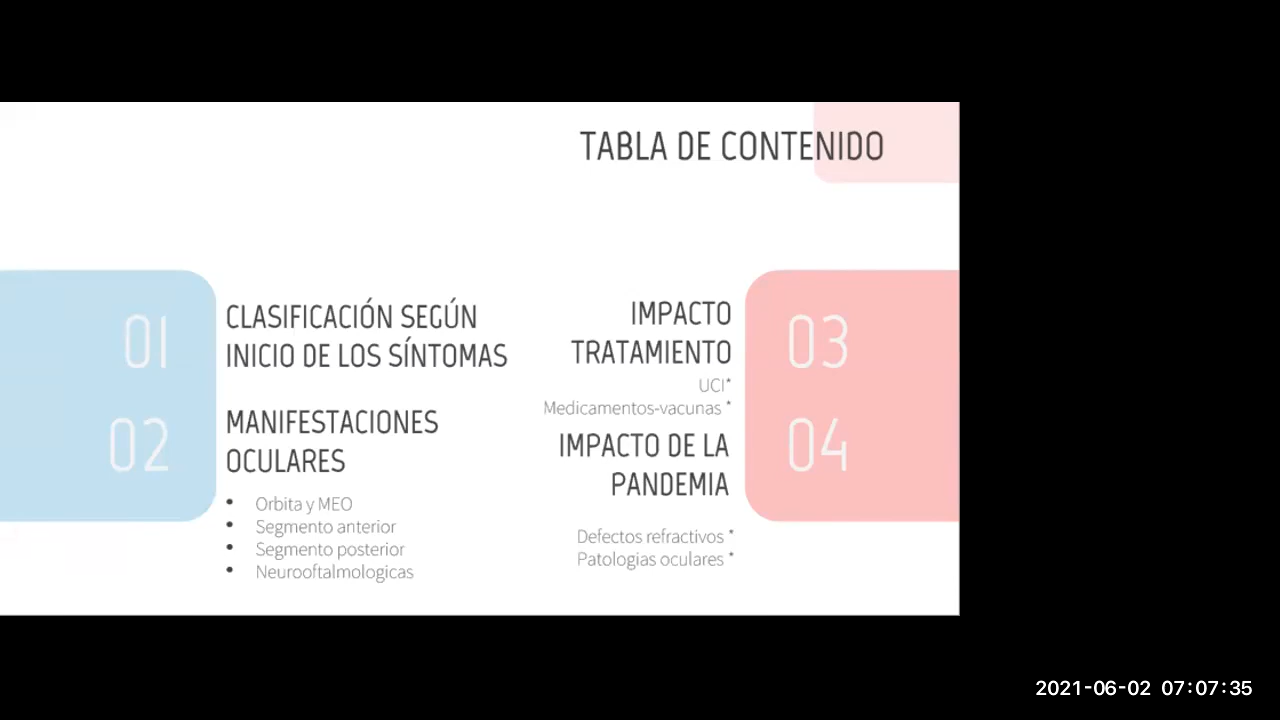 TABLA DE CONTENIDO
01
CLASIFICACIÓN SEGÚN
INICIO DE LOS SÍNTOMAS
02
MANIFESTACIONES
OCULARES
• Orbita y MEO
• Segmento anterior
• Segmento posterior
• Neurooftalmologicas
IMPACTO
TRATAMIENTO
03
UCI*
Medicamentos-vacunas *
IMPACTO DE LA
PANDEMIA
04
Defectos refractivos *
Patologias oculares *
2021-06-02 07:07:35